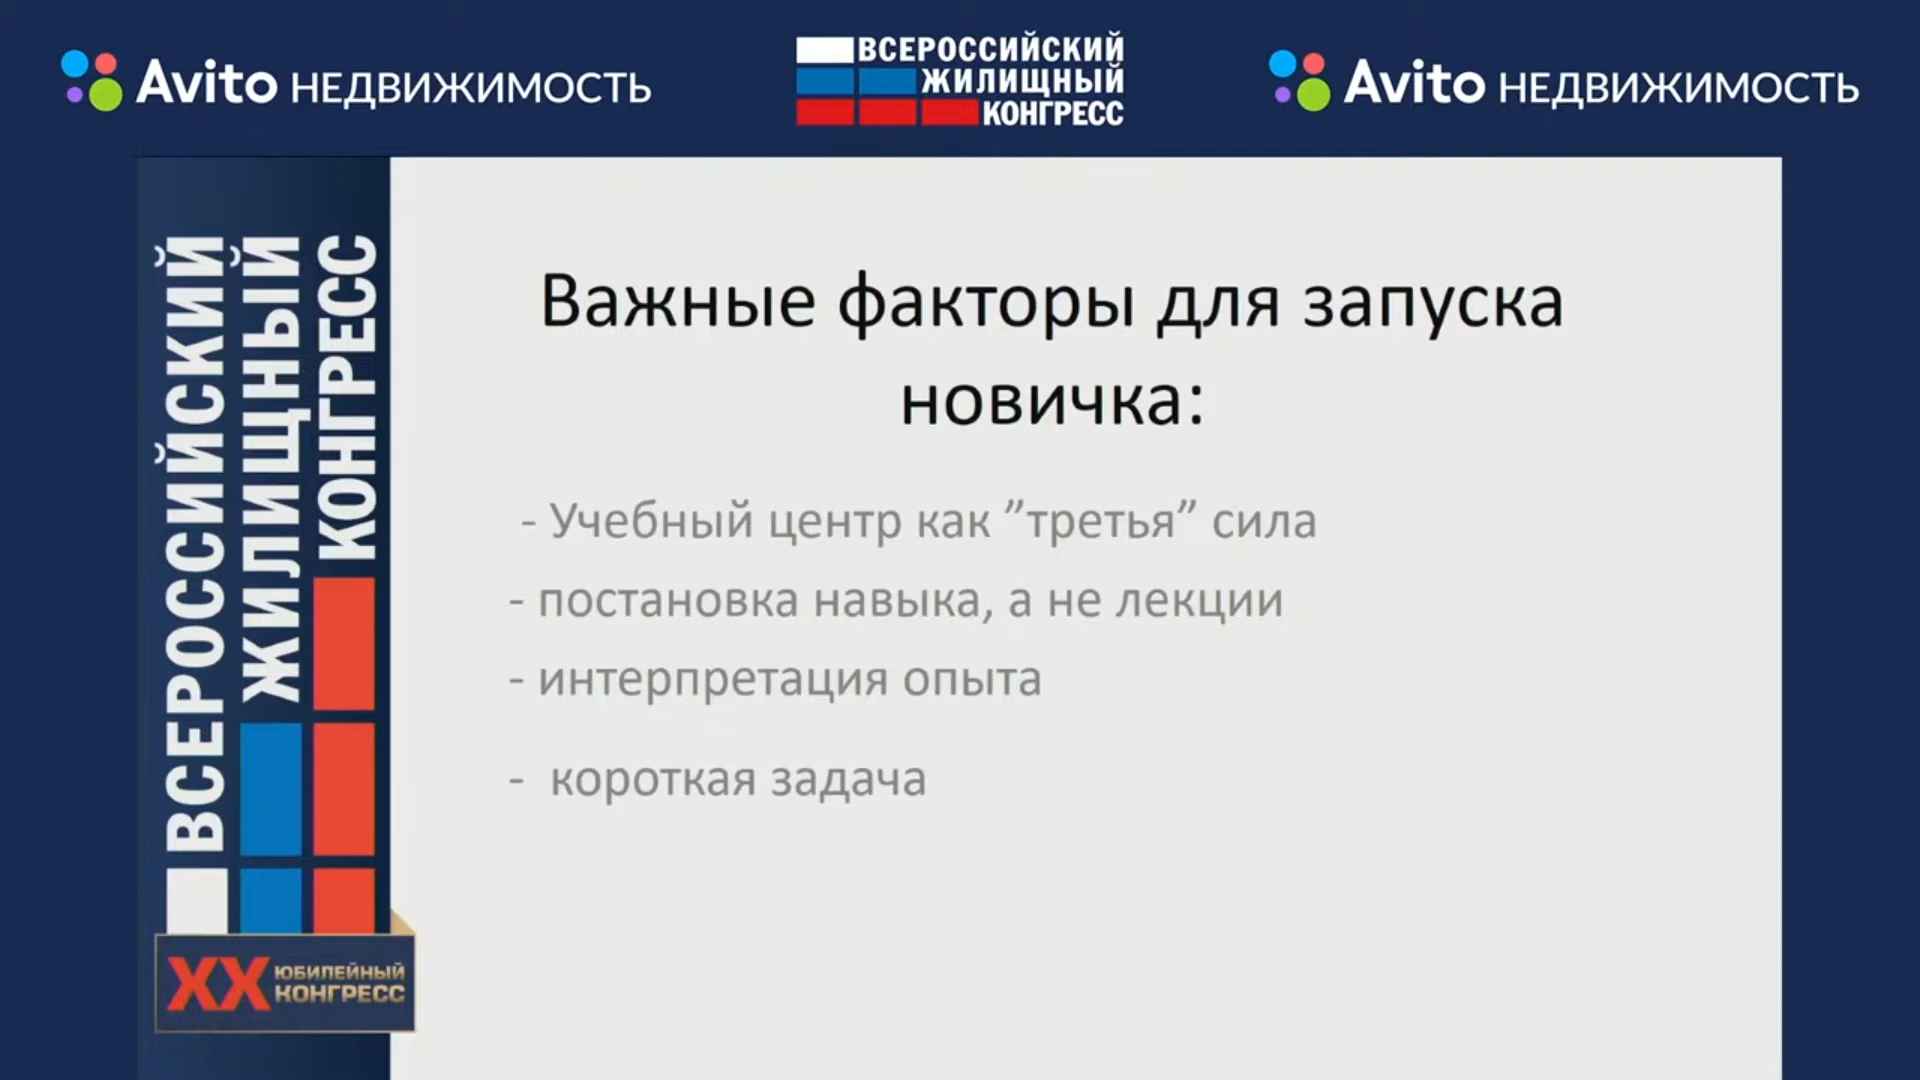 Avito НЕДВИЖИМОСТЬ
ВСЕРОССИЙСКИЙ
ЖИЛИЩНЫЙ
КОНГРЕСС
Avito НЕДВИЖИМОСТЬ
ВСЕРОССИЙСКИЙ
ЖИЛИЩНЫЙ
КОНГРЕСС
Важные факторы для запуска
новичка:
- Учебный центр как ”третья” сила
- постановка навыка, а не лекции
- интерпретация опыта
- короткая задача
XX ЮБИЛЕЙНЫЙ
КОНГРЕСС